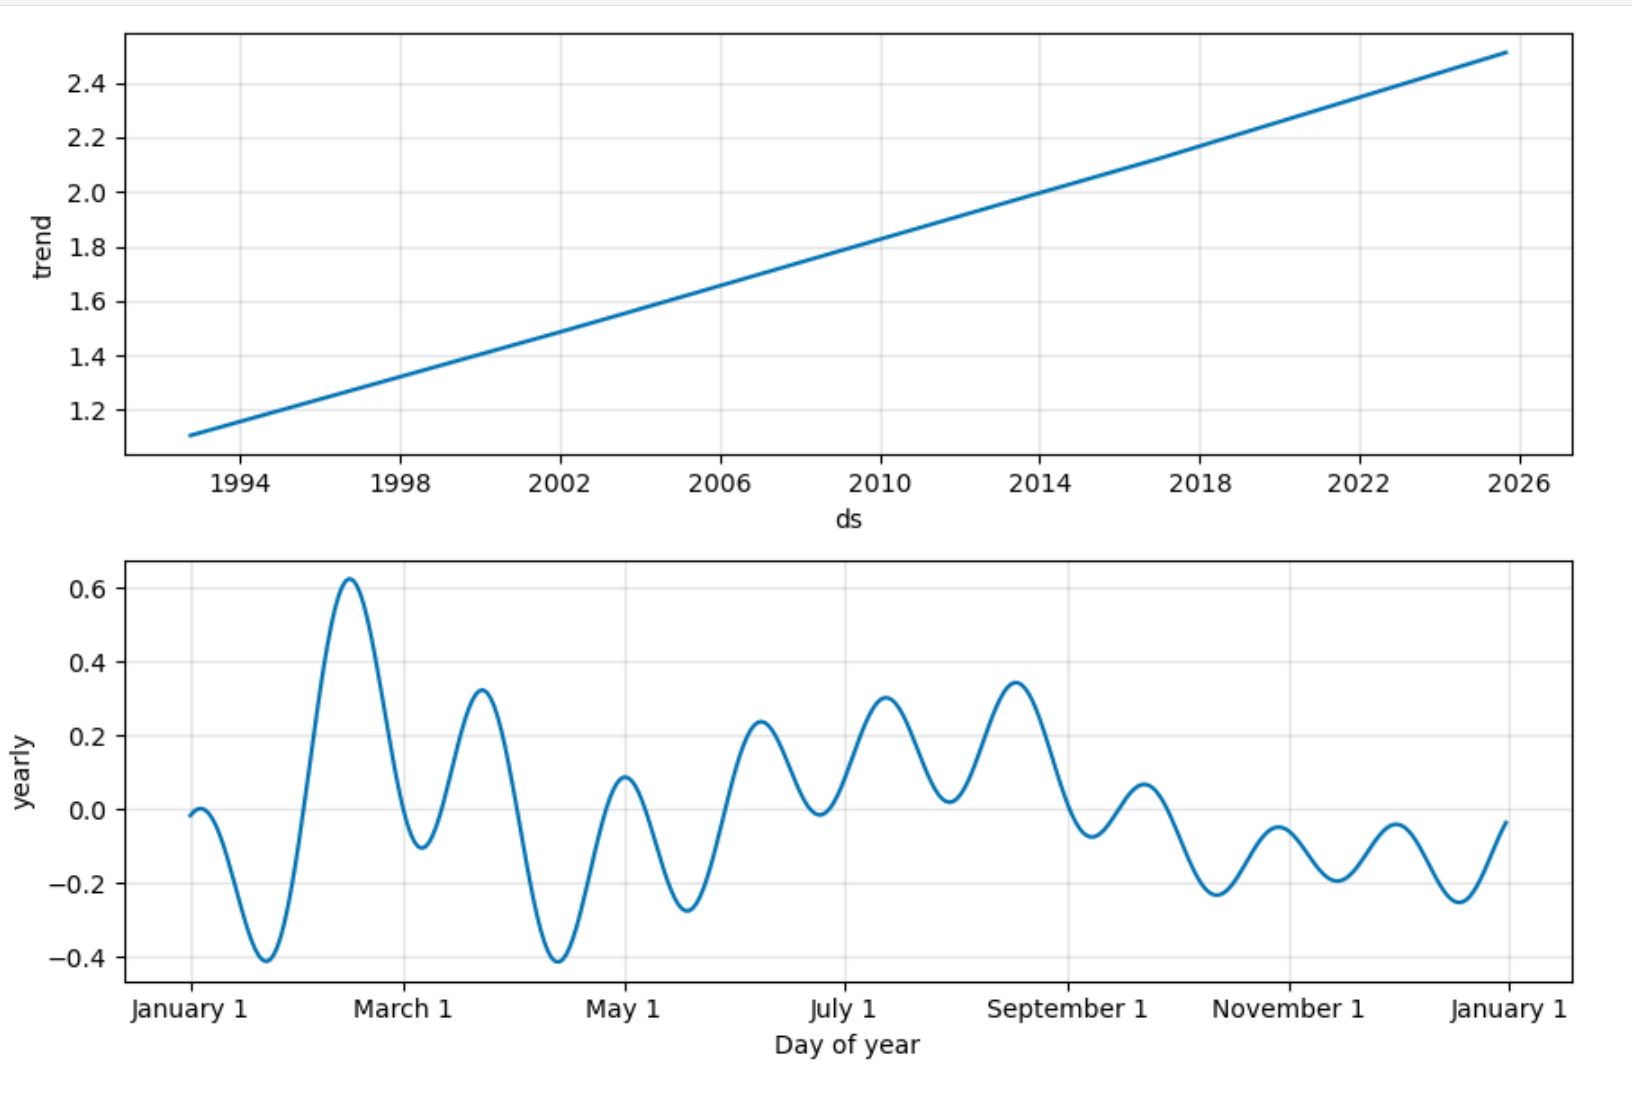 2.4
2.2
2.0
1.8
1.6
1.4
1.2
trend
1994 1998 2002 2006 2010 2014 2018 2022 2026
ds
0.6
0.4
0.2
0.0
−0.2
−0.4
yearly
January 1 March 1 May 1 July 1 September 1 November 1 January 1
Day of year